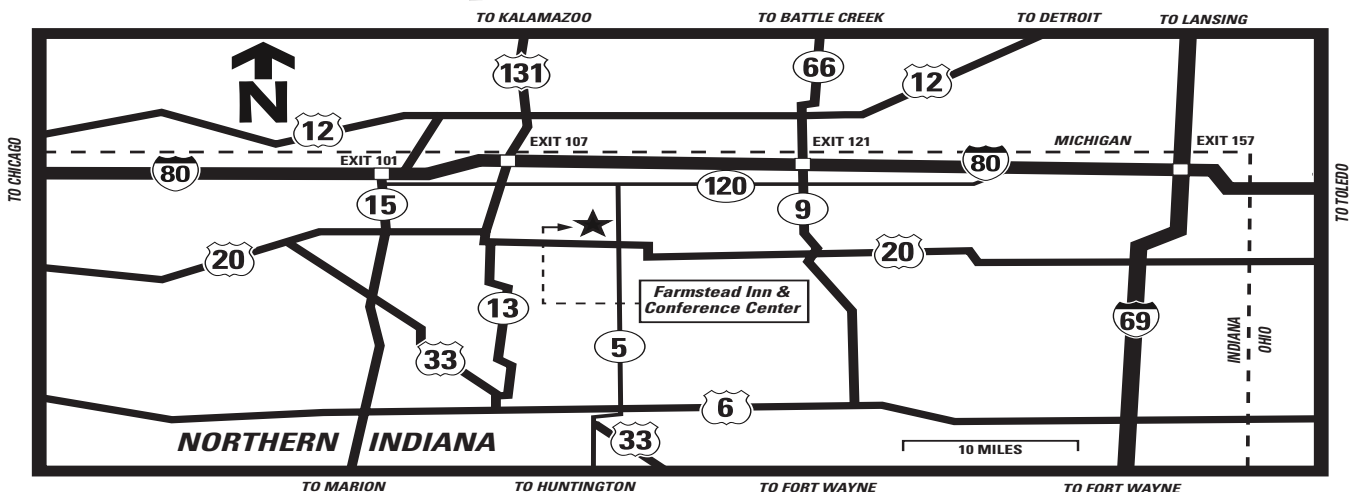 TO KALAMAZOO
TO BATTLE CREEK
TO DETROIT
TO LANSING
131
66
12
N
12
TO CHICAGO
EXIT 101
EXIT 107
EXIT 121
MICHIGAN
EXIT 157
80
80
120
TO TOLEDO
15
9
20
20
Farmstead Inn &
Conference Center
13
69
5
33
INDIANA
OHIO
6
NORTHERN INDIANA
33
10 MILES
TO MARION
TO HUNTINGTON
TO FORT WAYNE
TO FORT WAYNE